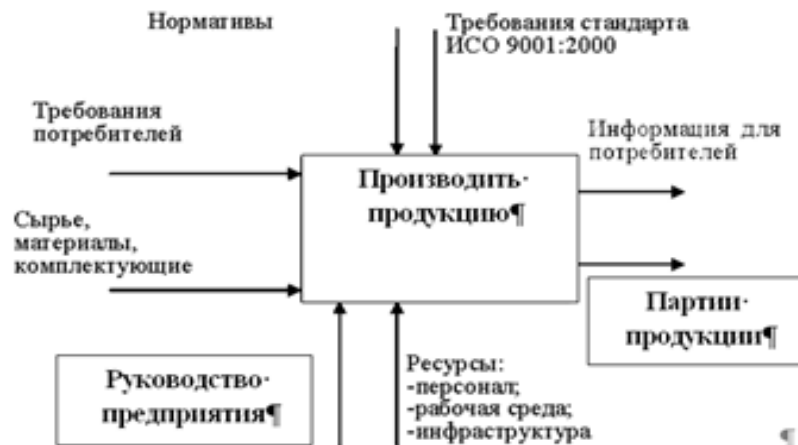 Нормативы
Требования стандарта
ИСО 9001:2000
Требования
потребителей
Информация для
потребителей
Производить·
продукцию¶
Сырье,
материалы,
комплектующие
Партии·
продукции¶
Руководство·
предприятия¶
Ресурсы:
-персонал;
-рабочая среда;
-инфраструктура
¶